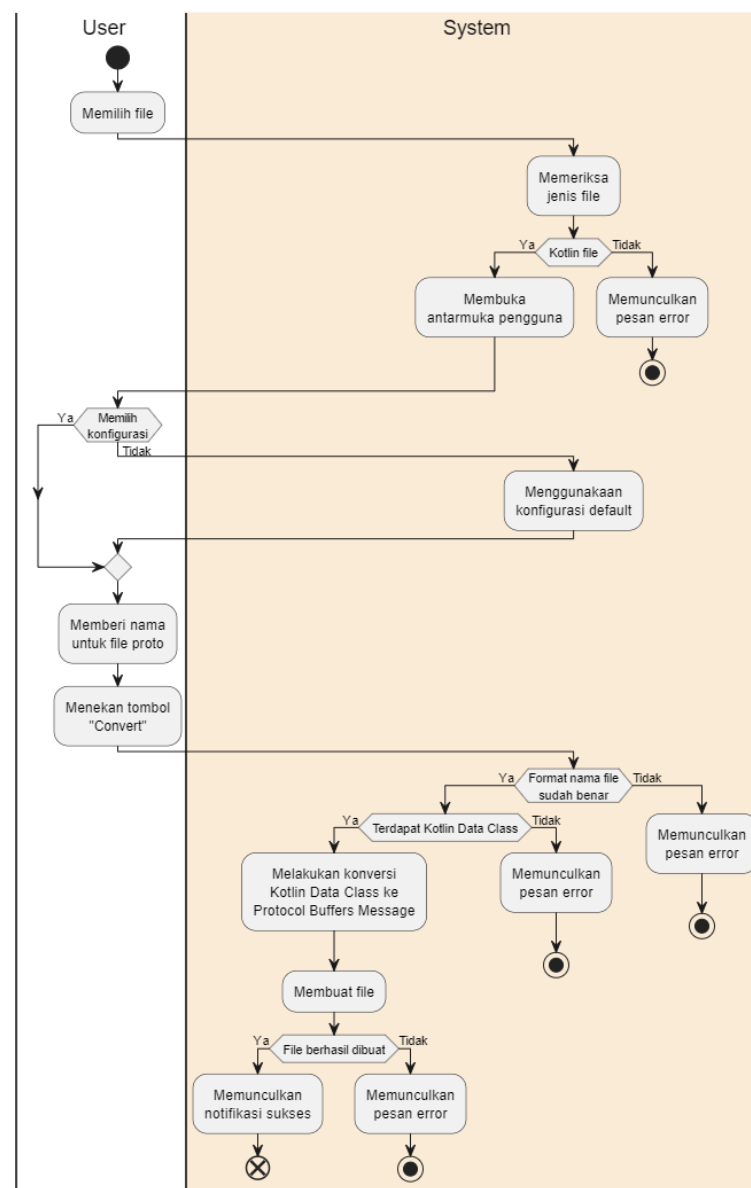 User
System
Memilih file
Memeriksa
jenis file
Ya
Kotlin file
Tidak
Membuka
antarmuka pengguna
Memunculkan
pesan error
Ya
Memilih
konfigurasi
Tidak
Menggunakaan
konfigurasi default
Memberi nama
untuk file proto
Menekan tombol
"Convert"
Ya
Format nama file
sudah benar
Tidak
Ya
Terdapat Kotlin Data Class
Tidak
Memunculkan
pesan error
Melakukan konversi
Kotlin Data Class ke
Protocol Buffers Message
Memunculkan
pesan error
Membuat file
Ya
File berhasil dibuat
Tidak
Memunculkan
notifikasi sukses
Memunculkan
pesan error